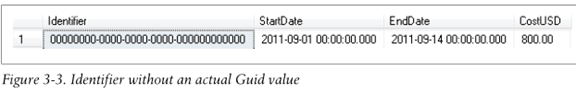 Identifier StartDate EndDate CostUSD
1 00000000-0000-0000-0000-000000000000 2011-09-01 00:00:00.000 2011-09-14 00:00:00.000 800.00
Figure 3-3. Identifier without an actual Guid value